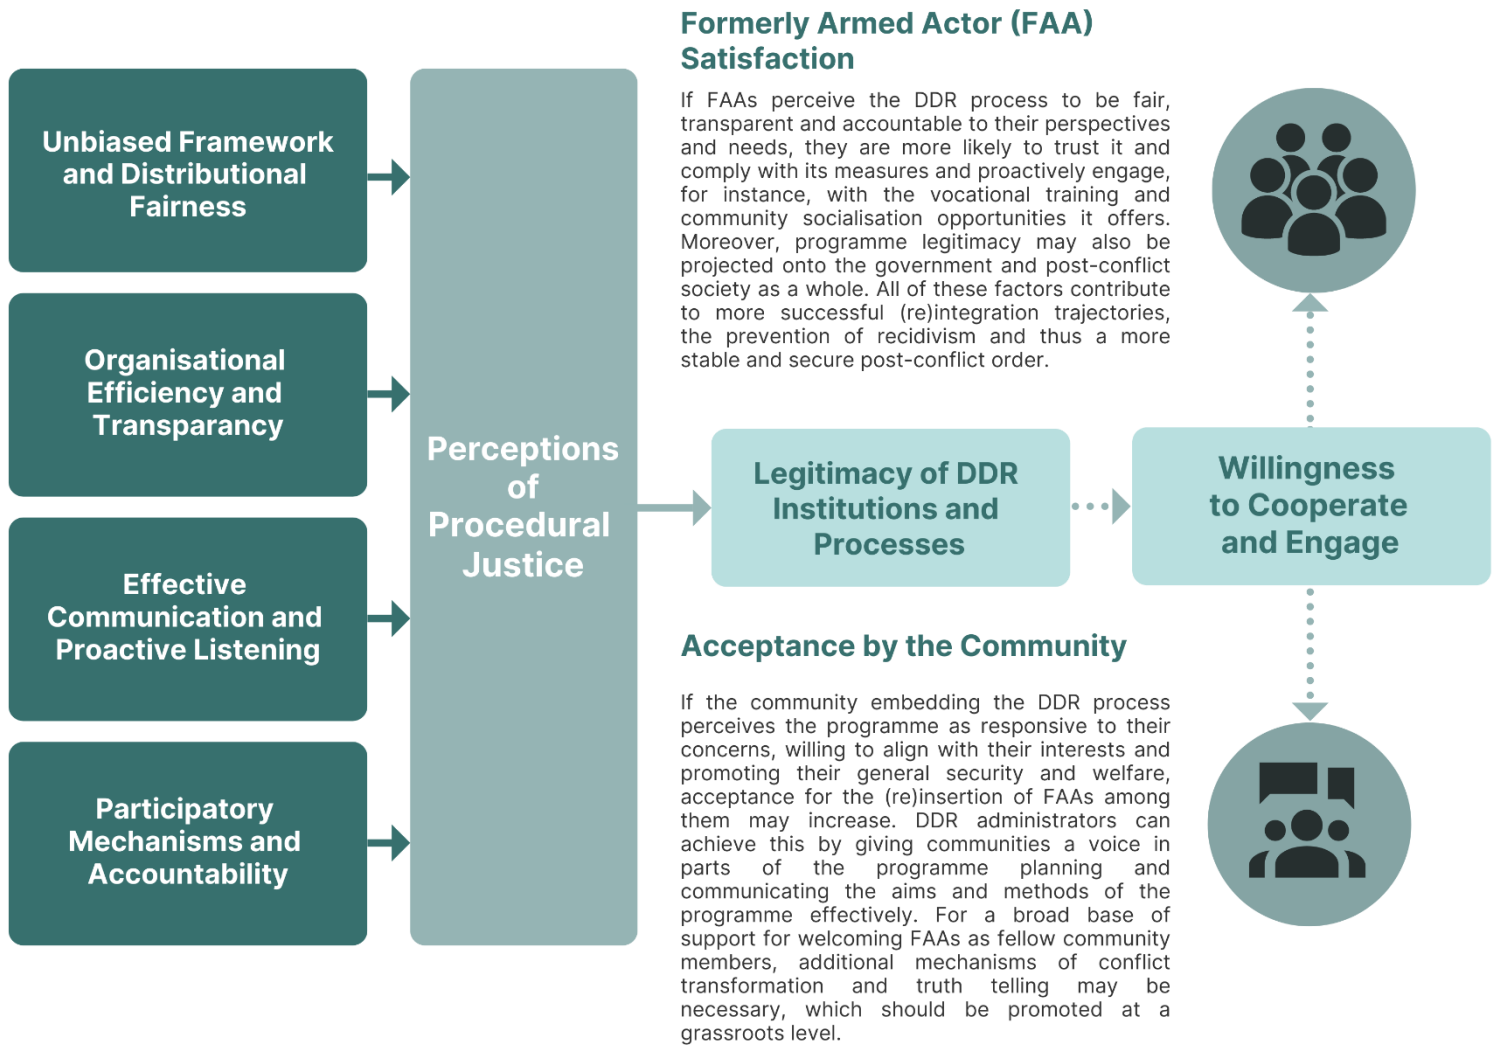 Unbiased Framework
and Distributional
Fairness
Organisational
Efficiency and
Transparancy
Effective
Communication and
Proactive Listening
Participatory
Mechanisms and
Accountability
Perceptions
of
Procedural
Justice
Formerly Armed Actor (FAA)
Satisfaction
If FAAs perceive the DDR process to be fair,
transparent and accountable to their perspectives
and needs, they are more likely to trust it and
comply with its measures and proactively engage,
for instance, with the vocational training and
community socialisation opportunities it offers.
Moreover, programme legitimacy may also be
projected onto the government and post-conflict
society as a whole. All of these factors contribute
to more successful (re)integration trajectories,
the prevention of recidivism and thus a more
stable and secure post-conflict order.
Legitimacy of DDR
Institutions and
Processes
Willingness
to Cooperate
and Engage
Acceptance by the Community
If the community embedding the DDR process
perceives the programme as responsive to their
concerns, willing to align with their interests and
promoting their general security and welfare,
acceptance for the (re)insertion of FAAs among
them may increase. DDR administrators can
achieve this by giving communities a voice in
parts of the programme planning and
communicating the aims and methods of the
programme effectively. For a broad base of
support for welcoming FAAs as fellow community
members, additional mechanisms of conflict
transformation and truth telling may be
necessary, which should be promoted at a
grassroots level.